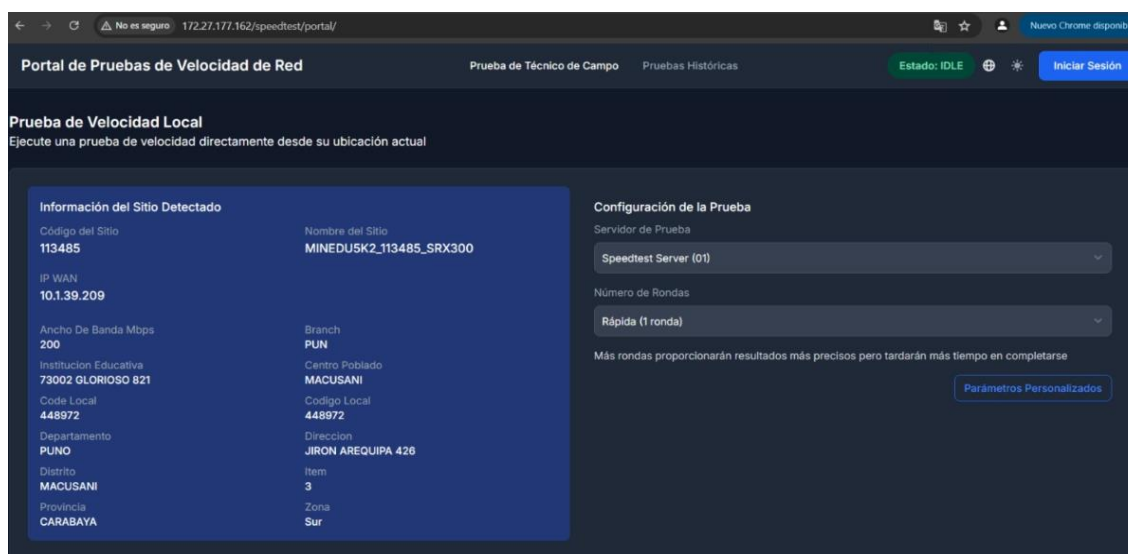 No es seguro 172.27.177.162/speedtest/portal/ Nuevo Chrome disponib
Portal de Pruebas de Velocidad de Red Prueba de Técnico de Campo Pruebas Históricas Estado: IDLE Iniciar Sesión
Prueba de Velocidad Local
Ejecute una prueba de velocidad directamente desde su ubicación actual
Información del Sitio Detectado
Código del Sitio Nombre del Sitio
113485 MINEDU5K2_113485_SRX300
IP WAN
10.1.39.209
Ancho De Banda Mbps Branch
200 PUN
Institucion Educativa Centro Poblado
73002 GLORIOSO 821 MACUSANI
Code Local Codigo Local
448972 448972
Departamento Direccion
PUNO JIRON AREQUIPA 426
Distrito Item
MACUSANI 3
Provincia Zona
CARABAYA Sur
Configuración de la Prueba
Servidor de Prueba
Speedtest Server (01)
Número de Rondas
Rápida (1 ronda)
Más rondas proporcionarán resultados más precisos pero tardarán más tiempo en completarse
Parámetros Personalizados